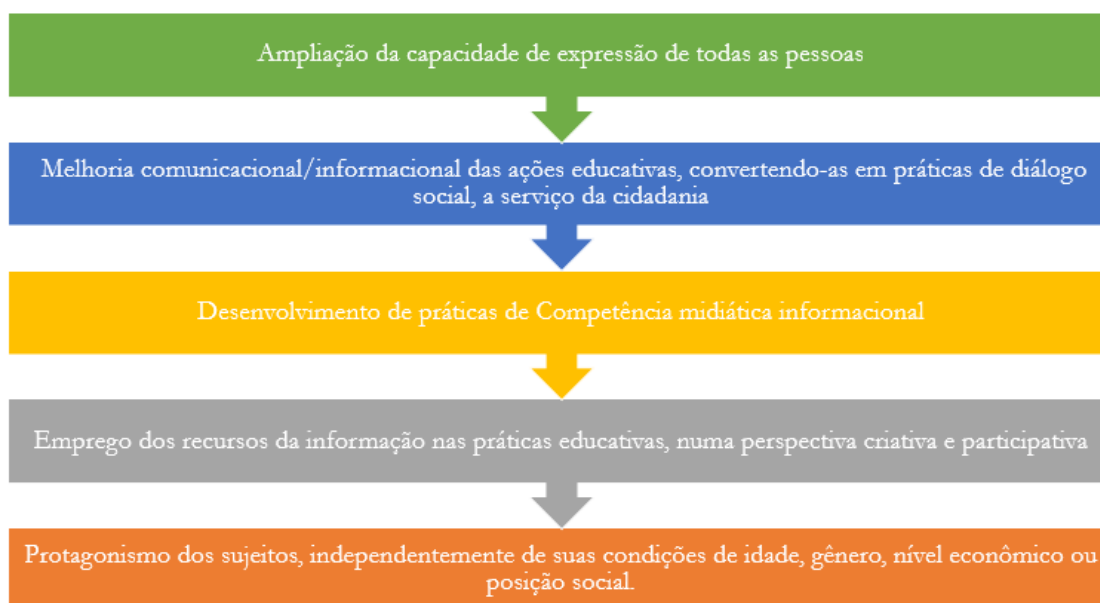 Ampliação da capacidade de expressão de todas as pessoas
Melhoria comunicacional/informacional das ações educativas, convertendo-as em práticas de diálogo
social, a serviço da cidadania
Desenvolvimento de práticas de Competência midiática informacional
Emprego dos recursos da informação nas práticas educativas, numa perspectiva criativa e participativa
Protagonismo dos sujeitos, independentemente de suas condições de idade, gênero, nível econômico ou
posição social.